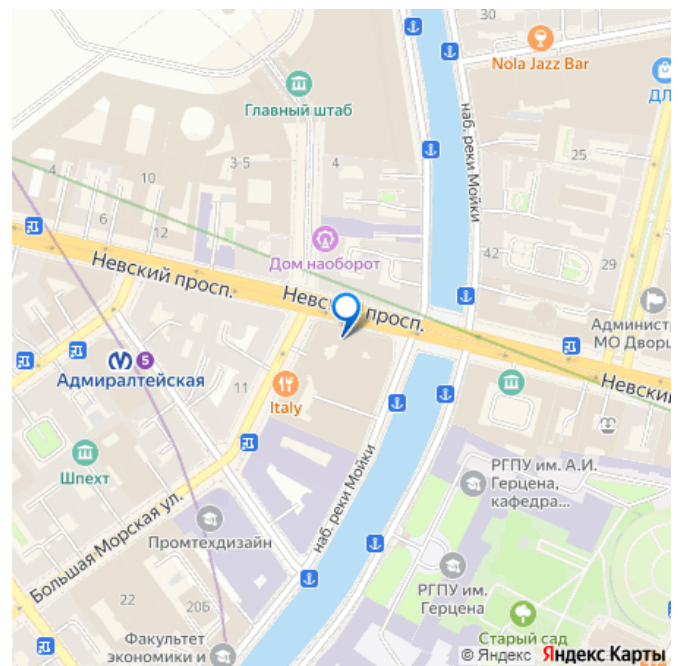 30
Nola Jazz Bar
ДЛ
Главный штаб
наб. реки Мойки
25
4
10
3-5
4
6
12
Дом наоборот
42
29
Невский просп.
Невский просп.
Админист
МО Дворц
5
Адмиралтейская
11
Italy
Невски
Шпехт
РГПУ им. А.И.
Герцена,
кафедра...
наб. реки Мойки
Большая Морская ул.
Промтехдизайн
РГПУ им.
Герцена
22
20Б
Старый сад
Факультет
экономики и
© Яндекс Яндекс Карты